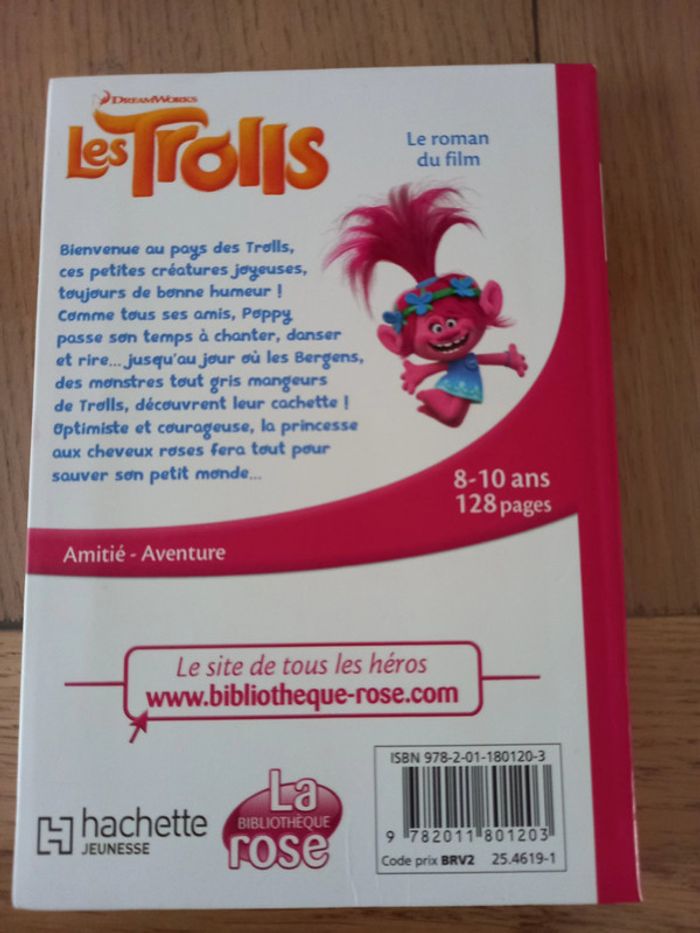 DreamWorks
Les Trolls
Le roman
du film
Bienvenue au pays des Trolls,
ces petites créatures joyeuses,
toujours de bonne humeur !
Comme tous ses amis, Poppy
passe son temps à chanter, danser
et rire... jusqu'au jour où les Bergens,
des monstres tout gris mangeurs
de Trolls, découvrent leur cachette !
Optimiste et courageuse, la princesse
aux cheveux roses fera tout pour
sauver son petit monde...
8-10 ans
128 pages
Amitié - Aventure
Le site de tous les héros
www.bibliotheque-rose.com
hachette
JEUNESSE
La
BIBLIOTHÈQUE
rose
ISBN 978-2-01-180120-3
9 782011 801203
Code prix BRV2 25.4619-1